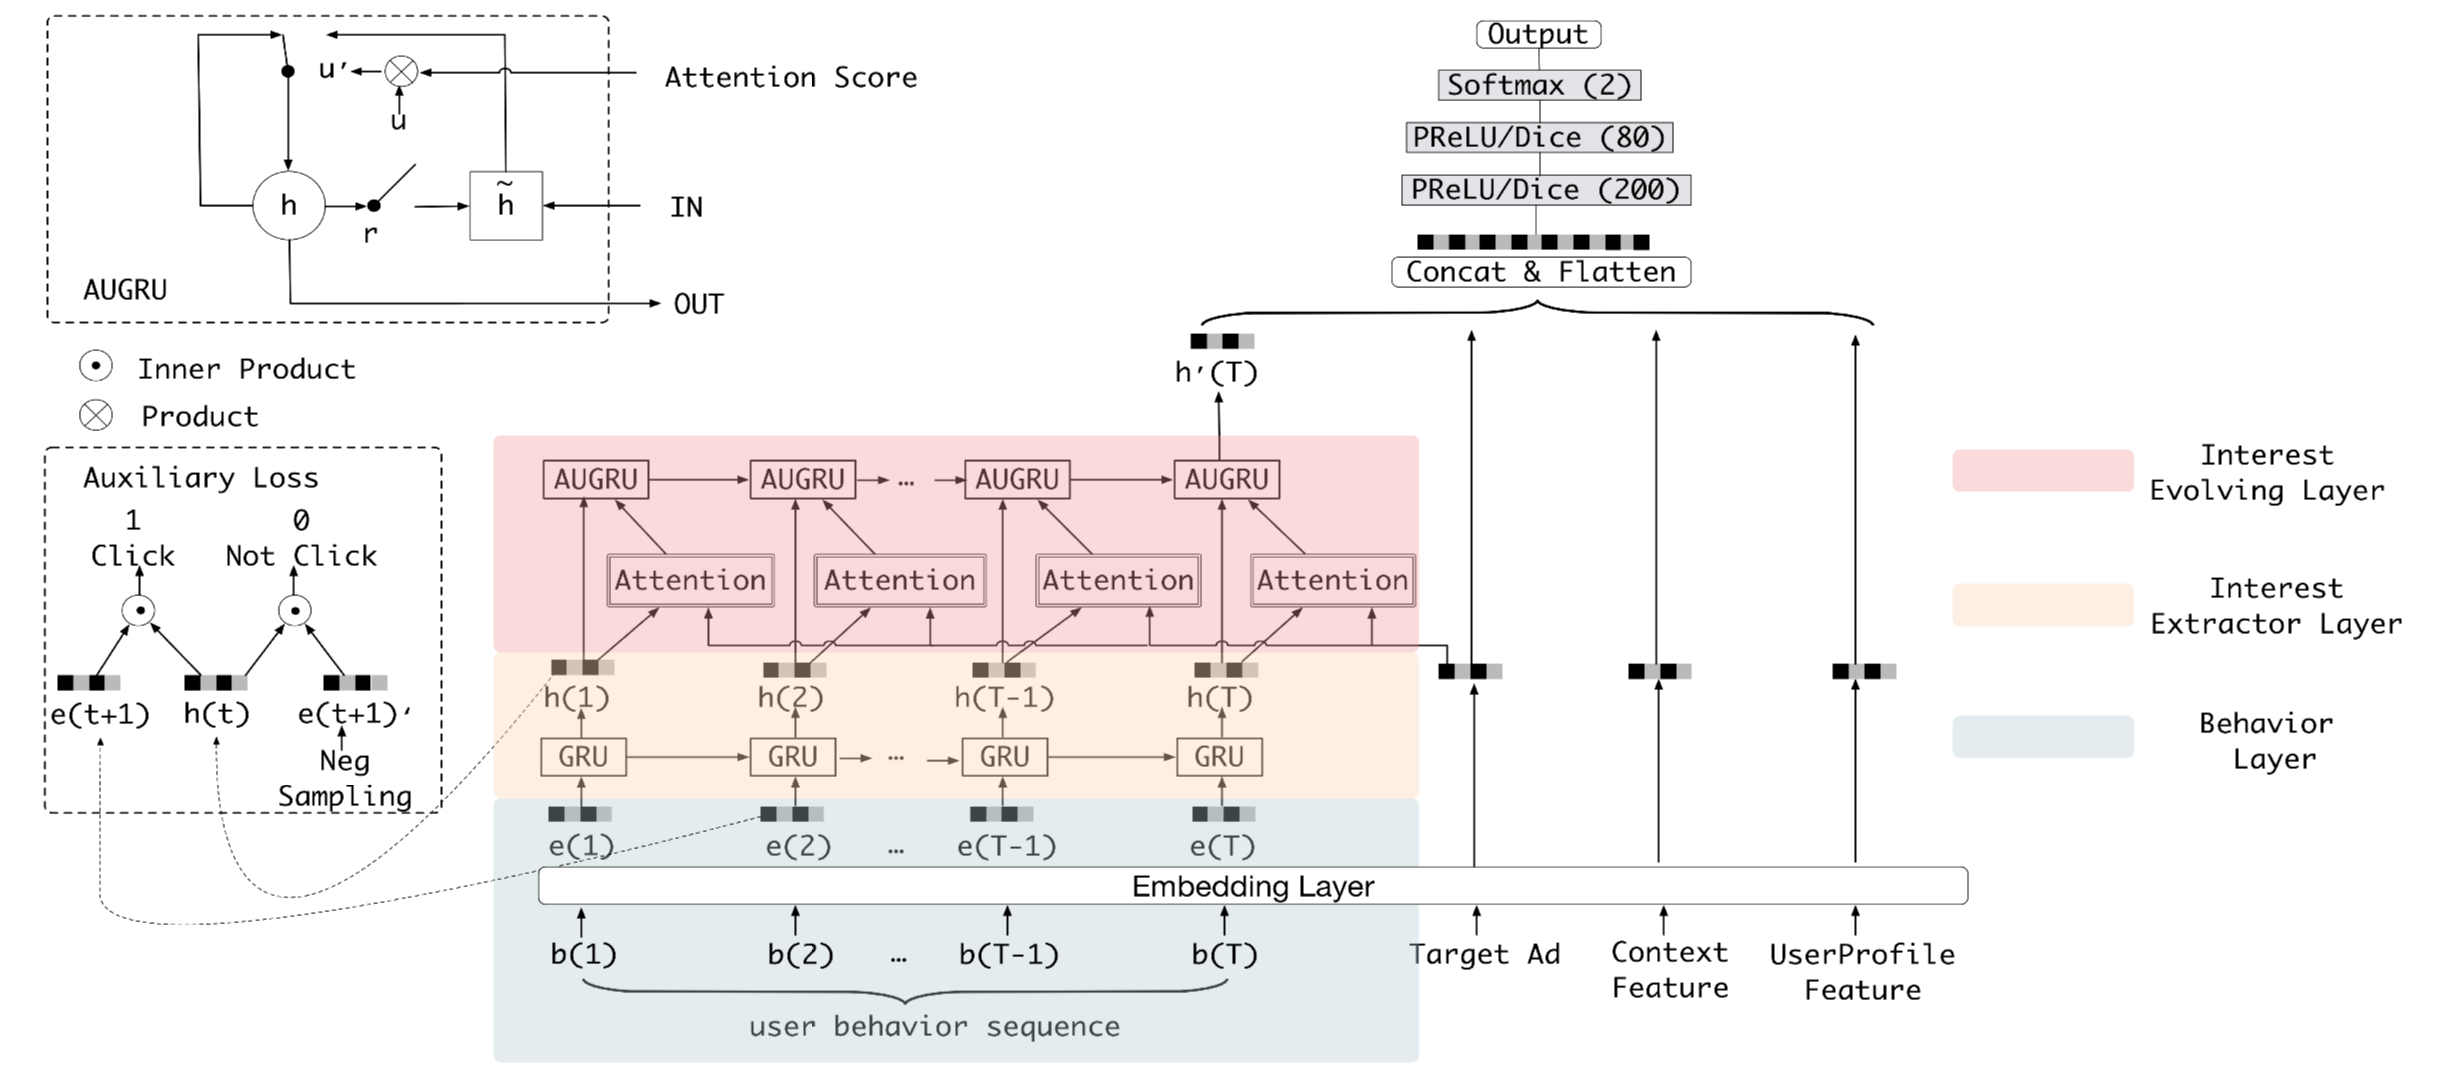 u′
Attention Score
u
h
r
h̃
IN
AUGRU
OUT
Inner Product
Product
Auxiliary Loss
1
0
Click
Not Click
e(t+1)
h(t)
e(t+1)′
Neg
Sampling
Output
Softmax (2)
PReLU/Dice (80)
PReLU/Dice (200)
Concat & Flatten
h′(T)
AUGRU
AUGRU
…
AUGRU
AUGRU
Attention
Attention
Attention
Attention
h(1)
h(2)
h(T-1)
h(T)
GRU
GRU
…
GRU
GRU
e(1)
e(2)
…
e(T-1)
e(T)
Embedding Layer
b(1)
b(2)
…
b(T-1)
b(T)
Target Ad
Context
Feature
UserProfile
Feature
user behavior sequence
Interest
Evolving Layer
Interest
Extractor Layer
Behavior
Layer